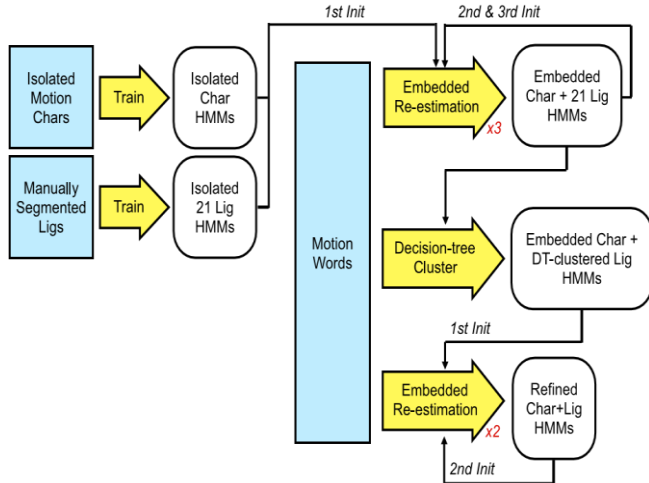 1st Init
2nd & 3rd Init
Isolated
Motion
Chars
Train
Isolated
Char
HMMs
Embedded
Re-estimation
x3
Embedded
Char + 21 Lig
HMMs
Manually
Segmented
Ligs
Train
Isolated
21 Lig
HMMs
Motion
Words
Decision-tree
Cluster
Embedded Char +
DT-clustered Lig
HMMs
1st Init
Embedded
Re-estimation
x2
Refined
Char+Lig
HMMs
2nd Init